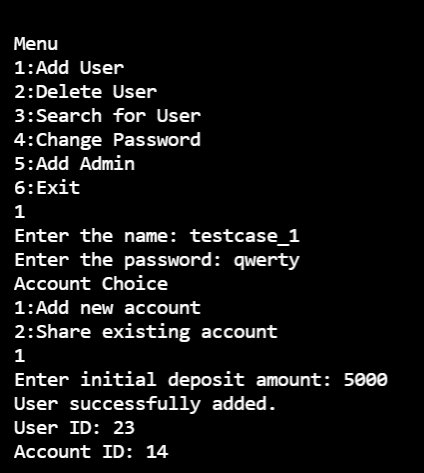 Menu
1:Add User
2:Delete User
3:Search for User
4:Change Password
5:Add Admin
6:Exit
1
Enter the name: testcase_1
Enter the password: qwerty
Account Choice
1:Add new account
2:Share existing account
1
Enter initial deposit amount: 5000
User successfully added.
User ID: 23
Account ID: 14